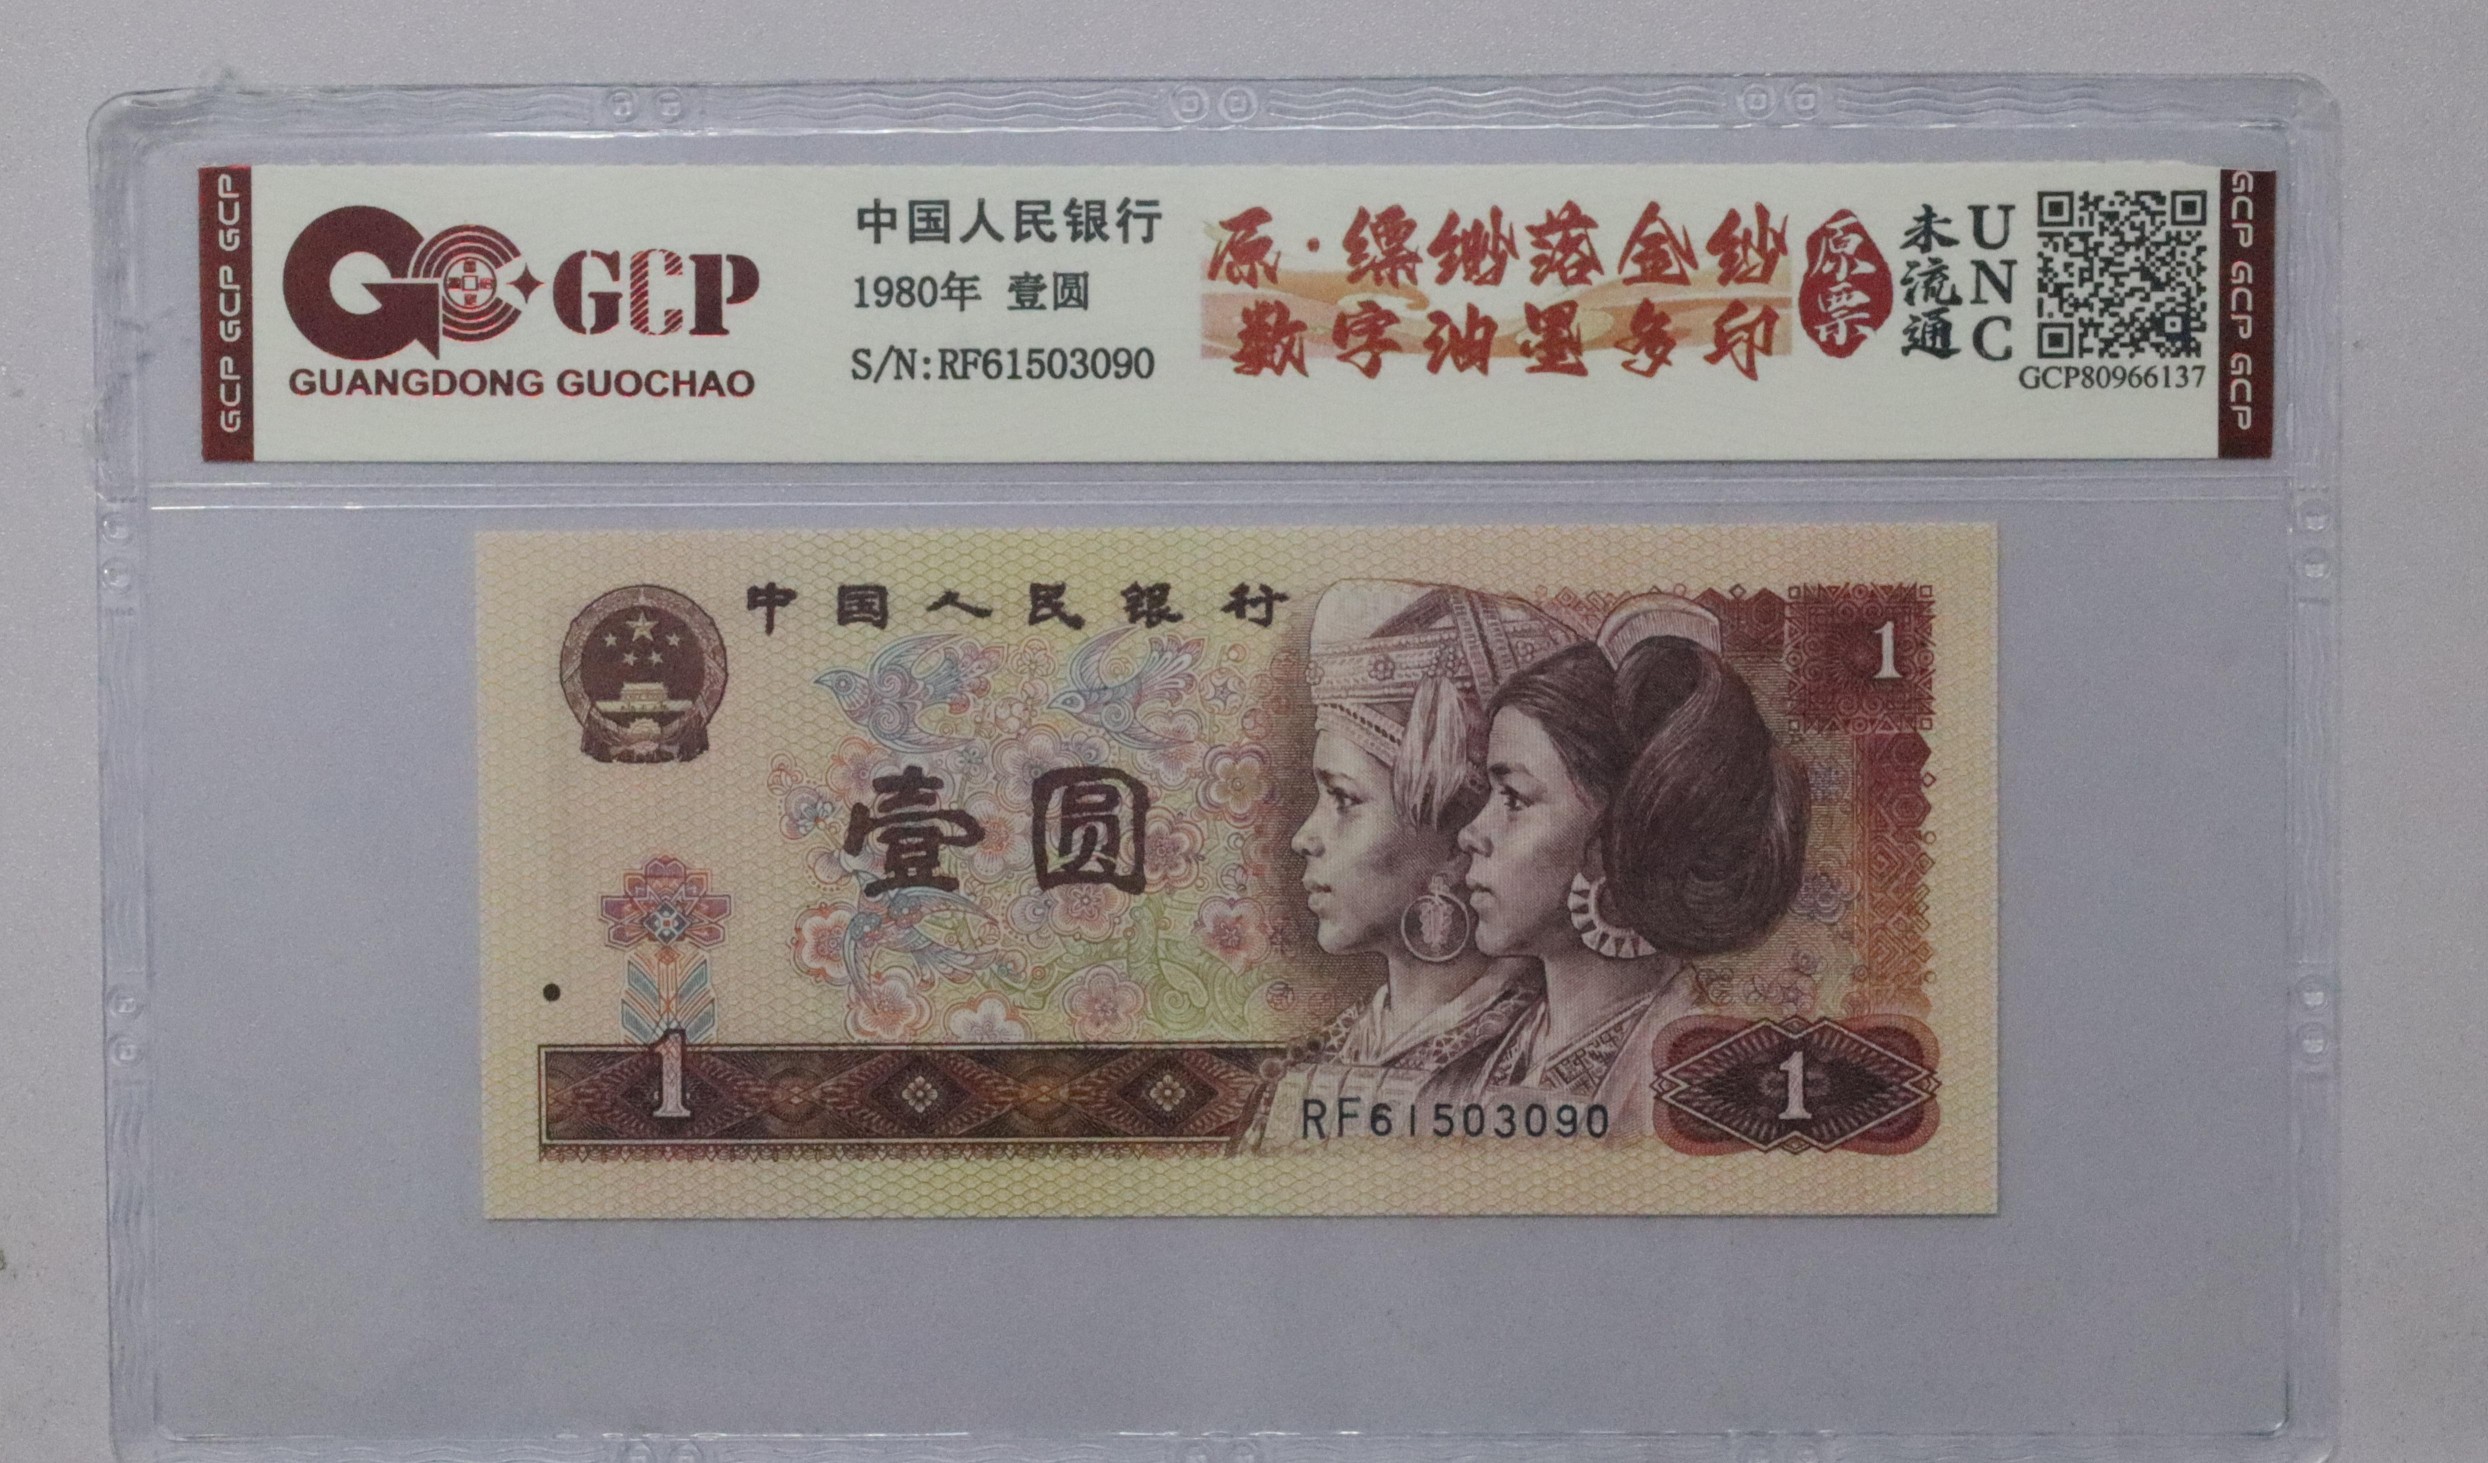 GCP GCP GCP
GCP
GUANGDONG GUOCHAO
中国人民银行
1980年 壹圆
S/N:RF61503090
原·缥缈落金纱
数字油墨多印
原票
未流通
UNC
GCP80966137
GCP GCP GCP
中国人民银行
1
壹圆
1
1
RF61503090